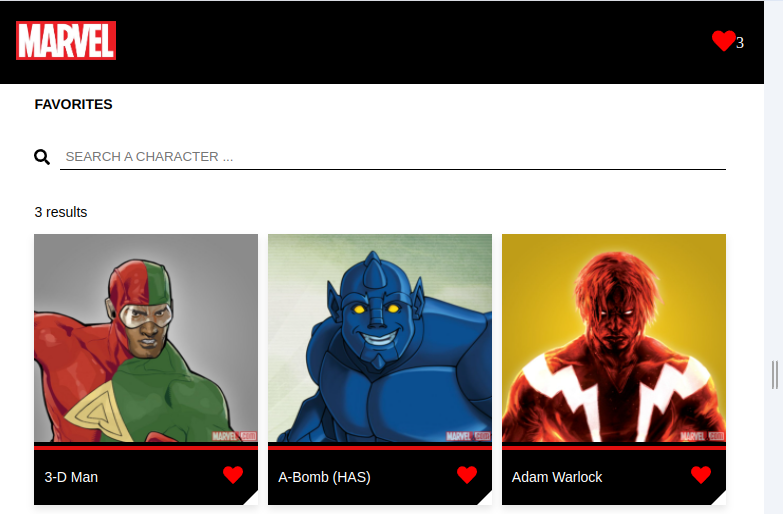 MARVEL
3
FAVORITES
SEARCH A CHARACTER ...
3 results
MARVEL.COM
MARVEL.COM
MARVEL.COM
3-D Man
A-Bomb (HAS)
Adam Warlock